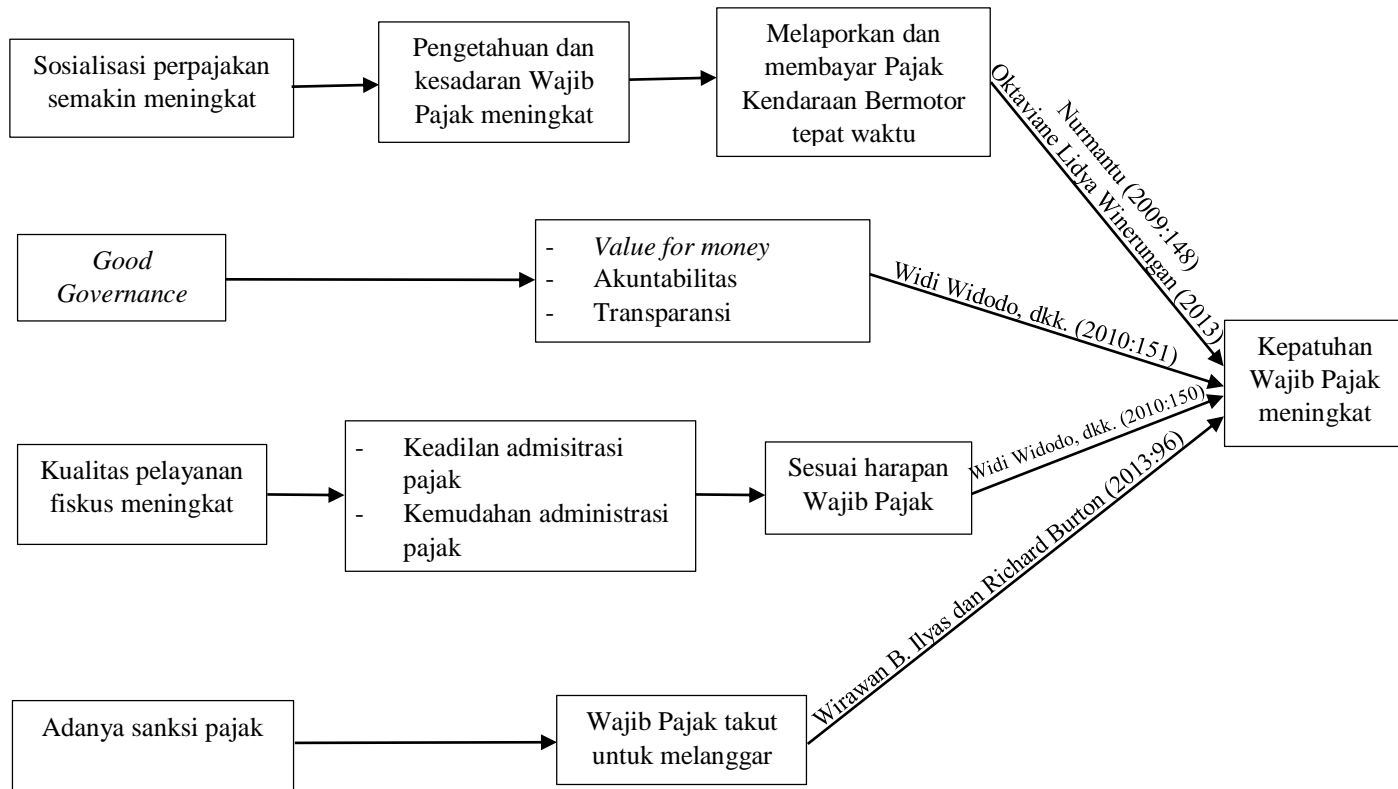 Sosialisasi perpajakan
semakin meningkat
Pengetahuan dan
kesadaran Wajib
Pajak meningkat
Melaporkan dan
membayar Pajak
Kendaraan Bermotor
tepat waktu
Nurmantu (2009:148)
Oktaviane Lidya Winerungan (2013)
Good
Governance
- Value for money
- Akuntabilitas
- Transparansi
Widi Widodo, dkk. (2010:151)
Kepatuhan
Wajib Pajak
meningkat
Kualitas pelayanan
fiskus meningkat
- Keadilan admisitrasi
pajak
- Kemudahan administrasi
pajak
Sesuai harapan
Wajib Pajak
Widi Widodo, dkk. (2010:150)
Adanya sanksi pajak
Wajib Pajak takut
untuk melanggar
Wirawan B. Ilyas dan Richard Burton (2013:96)